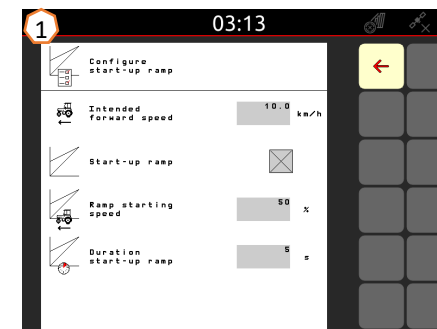 1
03:13
Configure
start-up ramp
Intended
forward speed
10.0
km/h
Start-up ramp
Ramp starting
speed
50
%
Duration
start-up ramp
5
s